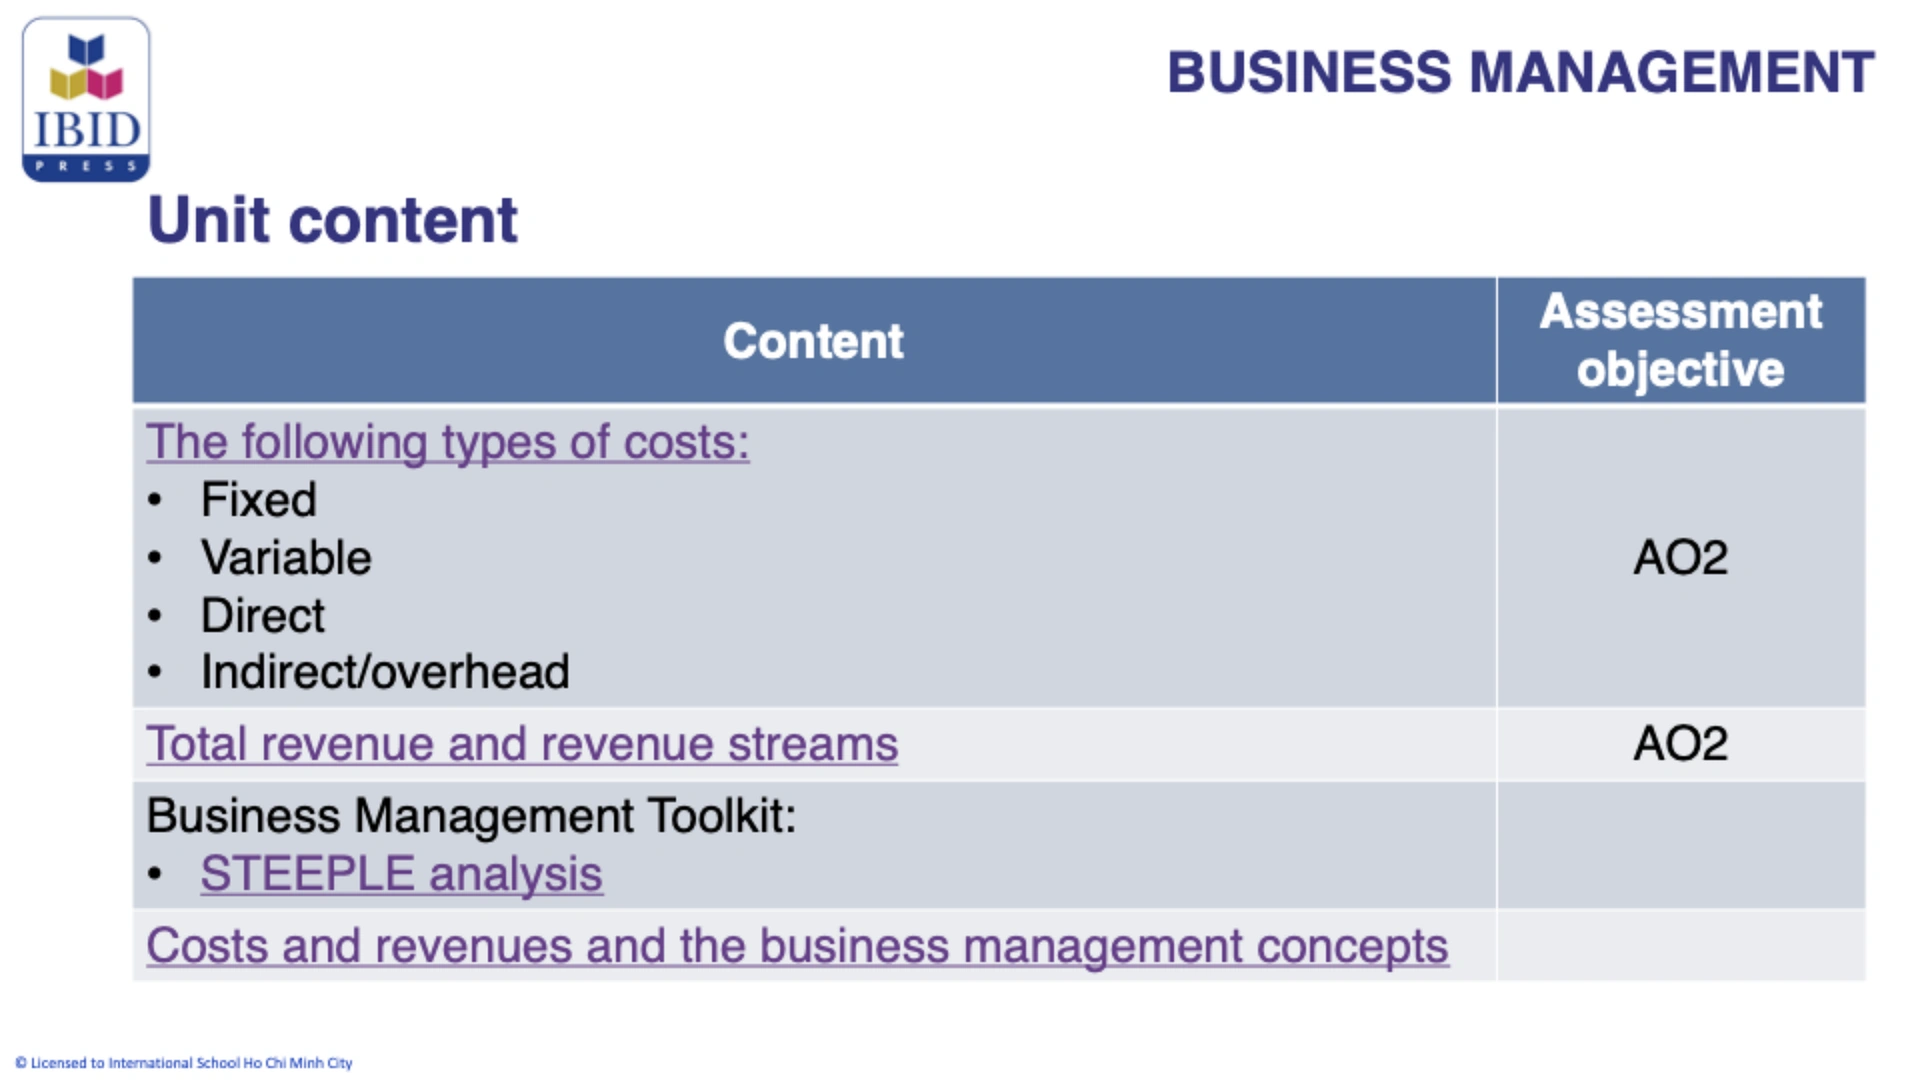 IBID
PRESS
BUSINESS MANAGEMENT
Unit content
Content
Assessment
objective
The following types of costs:
• Fixed
• Variable
• Direct
• Indirect/overhead
AO2
Total revenue and revenue streams
AO2
Business Management Toolkit:
• STEEPLE analysis
Costs and revenues and the business management concepts
© Licensed to International School Ho Chi Minh City